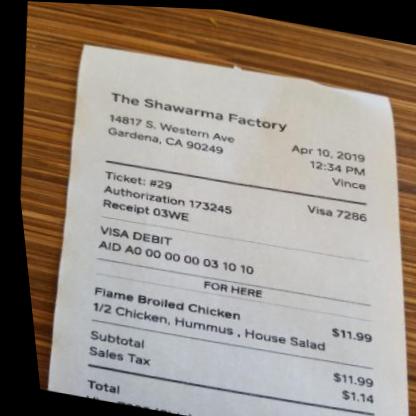 The Shawarma Factory
14817 S. Western Ave
Gardena, CA 90249
Apr 10, 2019
12:34 PM
Vince
Ticket: #29
Authorization 173245
Visa 7286
Receipt 03WE
VISA DEBIT
AID A0 00 00 00 03 10 10
FOR HERE
Flame Broiled Chicken $11.99
1/2 Chicken, Hummus , House Salad
Subtotal $11.99
Sales Tax $1.14
Total